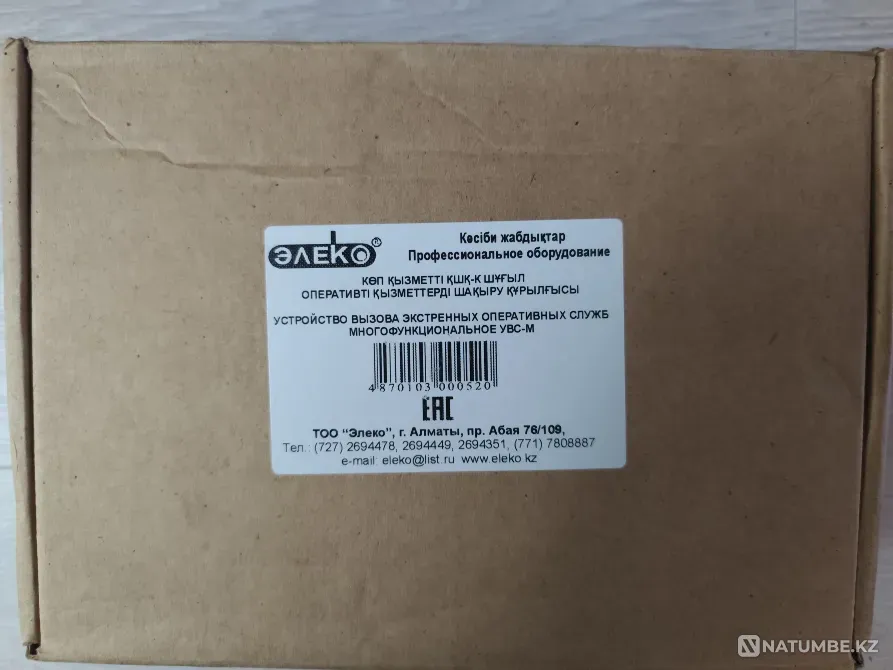 ЭЛЕКО®
Кәсіби жабдықтар
Профессиональное оборудование
КӨП ҚЫЗМЕТТІ ҚШҚ-К ШҰҒЫЛ
ОПЕРАТИВТІ ҚЫЗМЕТТЕРДІ ШАҚЫРУ ҚҰРЫЛҒЫСЫ
УСТРОЙСТВО ВЫЗОВА ЭКСТРЕННЫХ ОПЕРАТИВНЫХ СЛУЖБ
МНОГОФУНКЦИОНАЛЬНОЕ УВС-М
4 870103 000520
EAC
ТОО "Элеко", г. Алматы, пр. Абая 76/109,
Тел.: (727) 2694478, 2694449, 2694351, (771) 7808887
e-mail: eleko@list.ru www.eleko.kz
NATUMBE.KZ